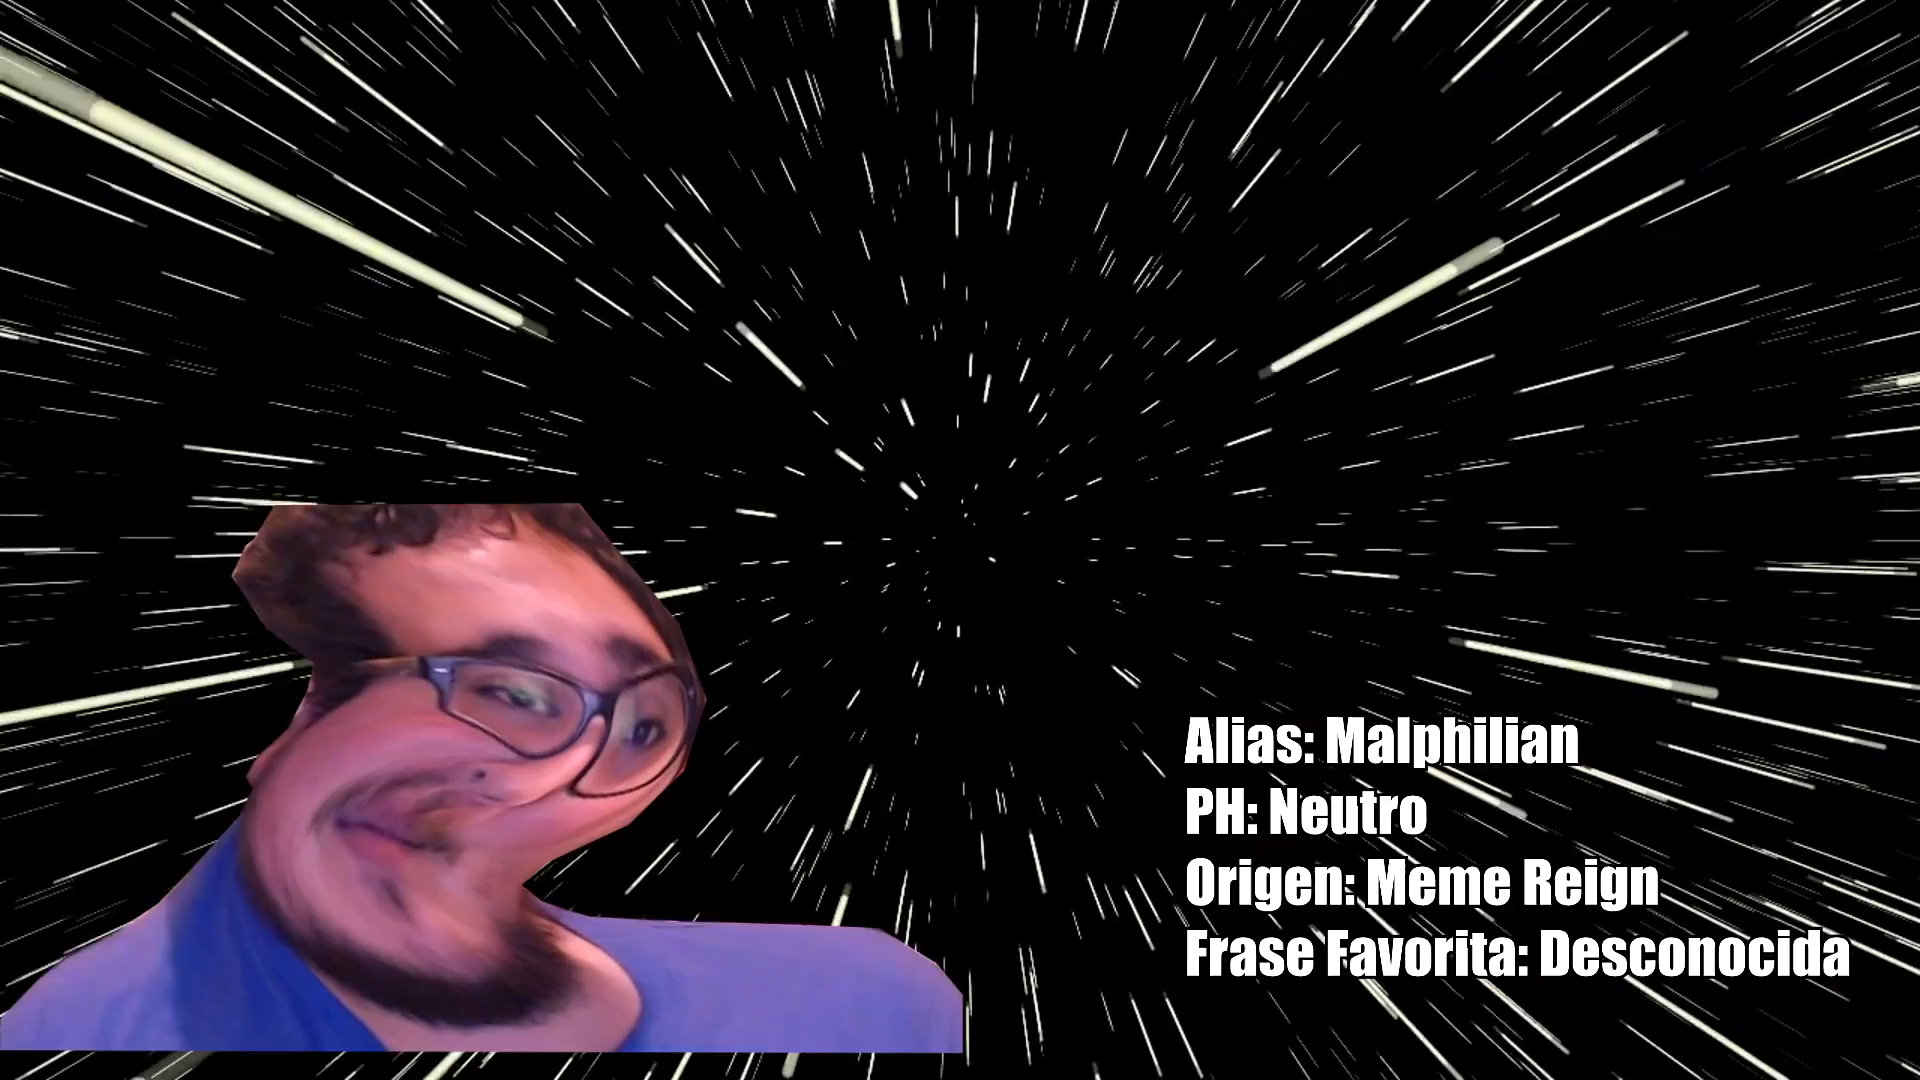 Alias: Malphilian
PH: Neutro
Origen: Meme Reign
Frase Favorita: Desconocida